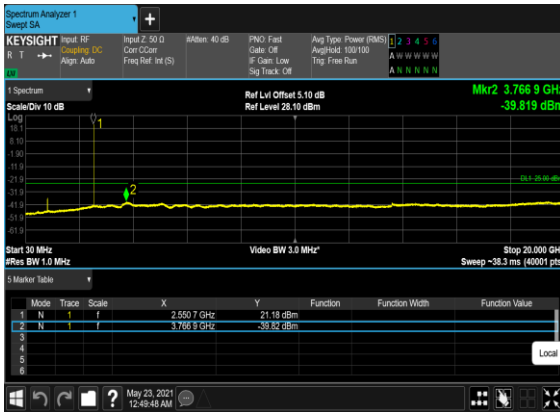 Spectrum Analyzer 1
Swept SA
KEYSIGHT
R T
Input: RF
Coupling: DC
Align: Auto
Input Z: 50 Ω
Corr CCorr
Freq Ref: Int (S)
#Atten: 40 dB
PNO: Fast
Gate: Off
IF Gain: Low
Sig Track: Off
Avg Type: Power (RMS)
Avg|Hold: 100/100
Trig: Free Run
1 2 3 4 5 6
A W W W W W
A N N N N N
1 Spectrum
Scale/Div 10 dB
Ref Lvl Offset 5.10 dB
Ref Level 28.10 dBm
Mkr2 3.766 9 GHz
-39.819 dBm
Log
18.1
8.10
-1.90
-11.9
-21.9
-31.9
-41.9
-51.9
-61.9
1
2
DL1 -25.00 dBm
Start 30 MHz
#Res BW 1.0 MHz
Video BW 3.0 MHz*
Stop 20.000 GHz
Sweep ~38.3 ms (40001 pts)
5 Marker Table
Mode Trace Scale X Y Function Function Width Function Value
1 N 1 f 2.550 7 GHz 21.18 dBm
2 N 1 f 3.766 9 GHz -39.82 dBm
3
4
5
6
Local
May 23, 2021
12:49:48 AM